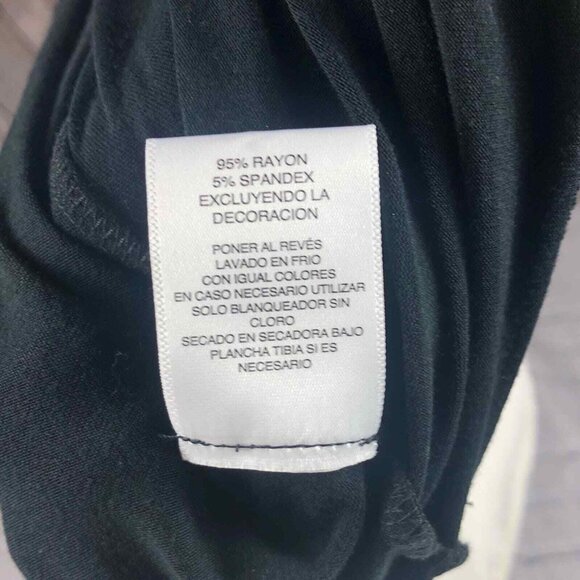 95% RAYON
5% SPANDEX
EXCLUYENDO LA
DECORACION
PONER AL REVÉS
LAVADO EN FRIO
CON IGUAL COLORES
EN CASO NECESARIO UTILIZAR
SOLO BLANQUEADOR SIN
CLORO
SECADO EN SECADORA BAJO
PLANCHA TIBIA SI ES
NECESARIO